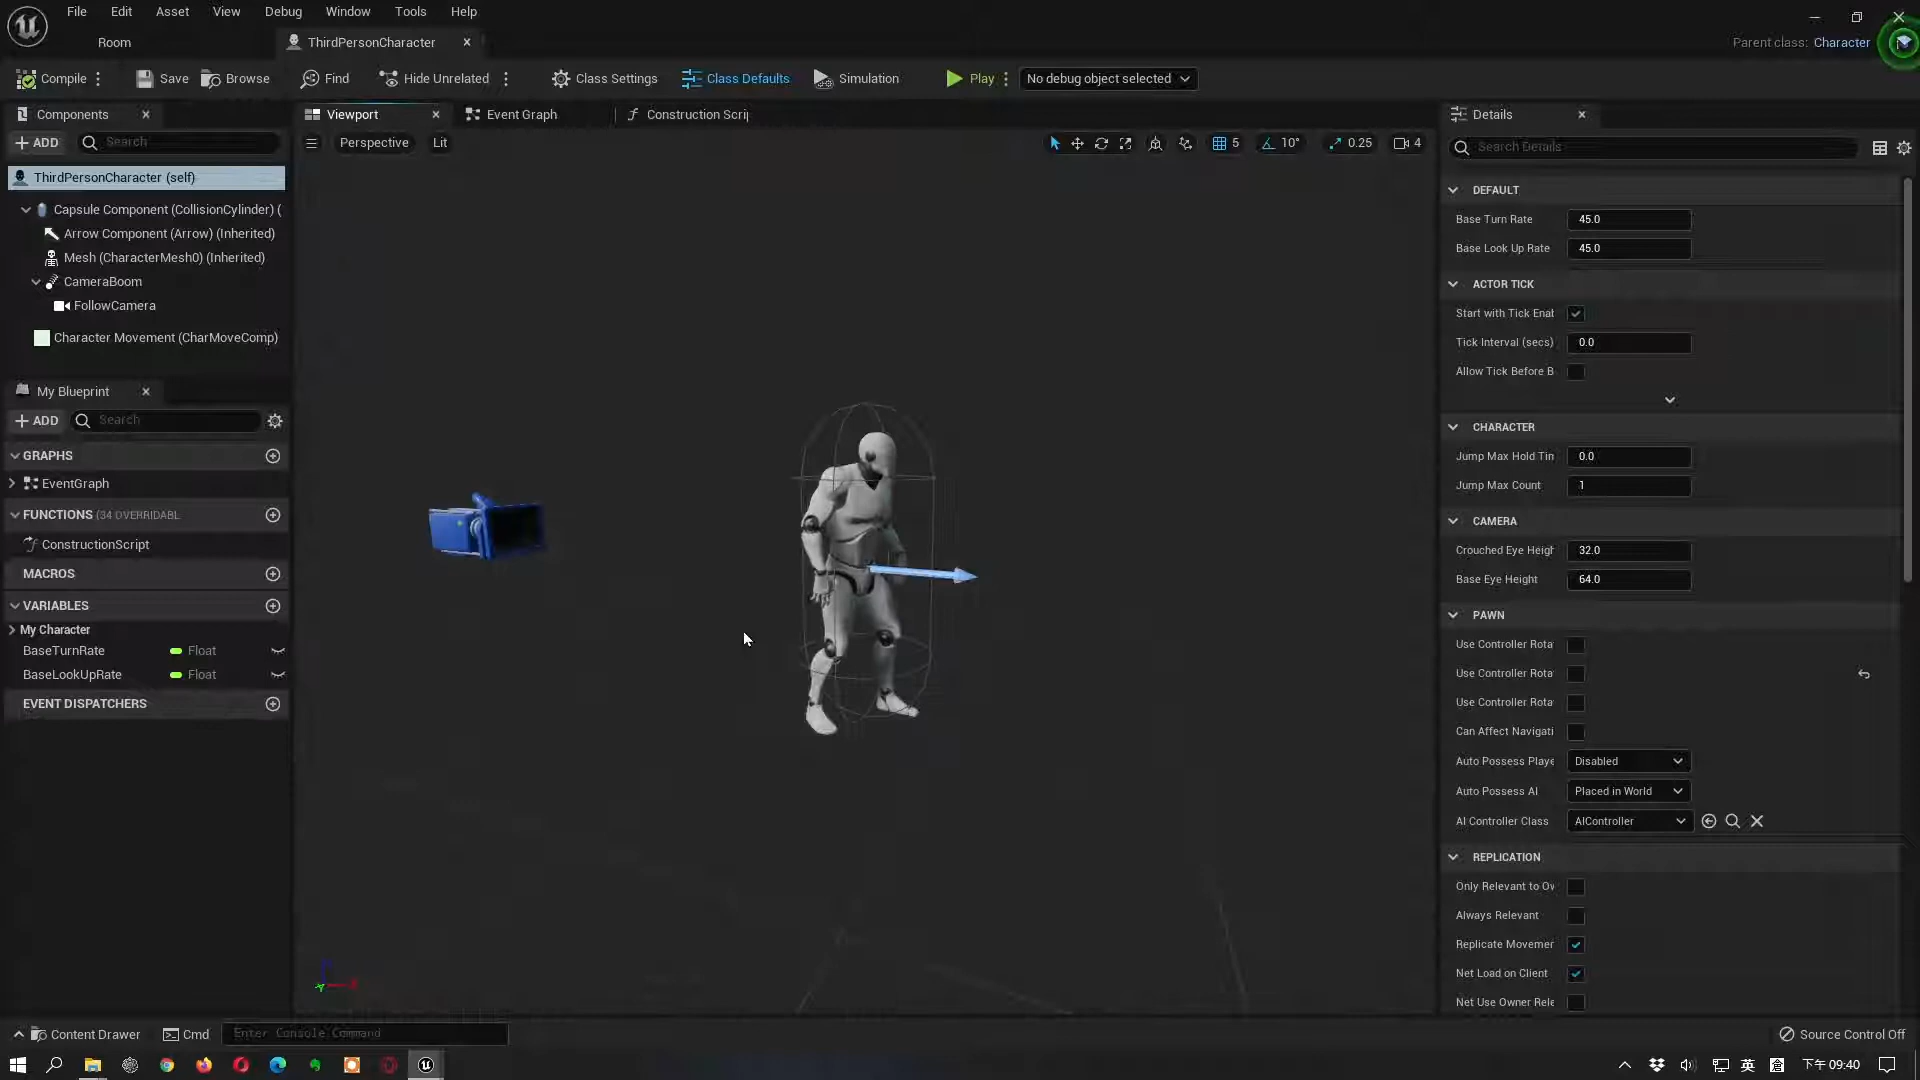 File Edit Asset View Debug Window Tools Help
Room
ThirdPersonCharacter
Parent class: Character
Compile Save Browse Find Hide Unrelated Class Settings Class Defaults Simulation Play No debug object selected
Components
+ ADD Search
ThirdPersonCharacter (self)
Capsule Component (CollisionCylinder) (
Arrow Component (Arrow) (Inherited)
Mesh (CharacterMesh0) (Inherited)
CameraBoom
FollowCamera
Character Movement (CharMoveComp)
My Blueprint
+ ADD Search
GRAPHS
EventGraph
FUNCTIONS (34 OVERRIDABL
ConstructionScript
MACROS
VARIABLES
My Character
BaseTurnRate Float
BaseLookUpRate Float
EVENT DISPATCHERS
Viewport Event Graph Construction Scrip
Perspective Lit 5 10° 0.25 4
Details
Search Details
DEFAULT
Base Turn Rate 45.0
Base Look Up Rate 45.0
ACTOR TICK
Start with Tick Enat
Tick Interval (secs) 0.0
Allow Tick Before B
CHARACTER
Jump Max Hold Tin 0.0
Jump Max Count 1
CAMERA
Crouched Eye Heigh 32.0
Base Eye Height 64.0
PAWN
Use Controller Rota
Use Controller Rota
Use Controller Rota
Can Affect Navigati
Auto Possess Playe Disabled
Auto Possess AI Placed in World
AI Controller Class AIController
REPLICATION
Only Relevant to Ow
Always Relevant
Replicate Movemen
Net Load on Client
Net Use Owner Rele
Content Drawer Cmd Enter Console Command
Source Control Off
英 下午 09:40